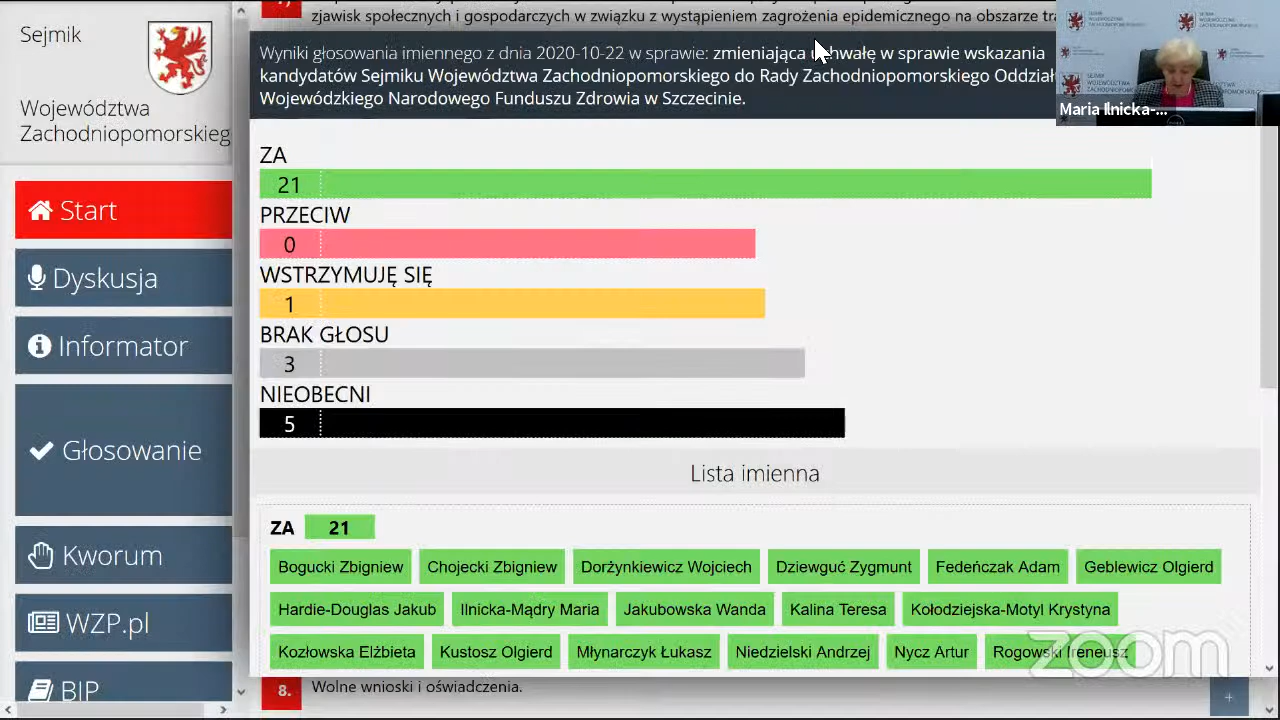 Sejmik
Województwa
Zachodniopomorskieg
Start
Dyskusja
Informator
Głosowanie
Kworum
WZP.pl
BIP
zjawisk społecznych i gospodarczych w związku z wystąpieniem zagrożena epidemicznego na obszarze
Wyniki głosowania imiennego z dnia 2020-10-22 w sprawie: zmieniająca w sprawie wskazania
kandydatów Sejmiku Województwa Zachodniopomorskiego do Rady Zachodniopomorskiego Oddział
Wojewódzkiego Narodowego Funduszu Zdrowia w Szczecinie.
Maria Ilnicka-...
ZA
21
PRZECIW
0
WSTRZYMUJĘ SIĘ
1
BRAK GŁOSU
3
NIEOBECNI
5
Lista imienna
ZA 21
Bogucki Zbigniew Chojecki Zbigniew Dorżynkiewicz Wojciech Dziewguć Zygmunt Fedeńczak Adam Geblewicz Olgierd
Hardie-Douglas Jakub Ilnicka-Mądry Maria Jakubowska Wanda Kalina Teresa Kołodziejska-Motyl Krystyna
Kozłowska Elżbieta Kustosz Olgierd Młynarczyk Łukasz Niedzielski Andrzej Nycz Artur Rogowski Ireneusz
zoom
8. Wolne wnioski i oświadczenia.